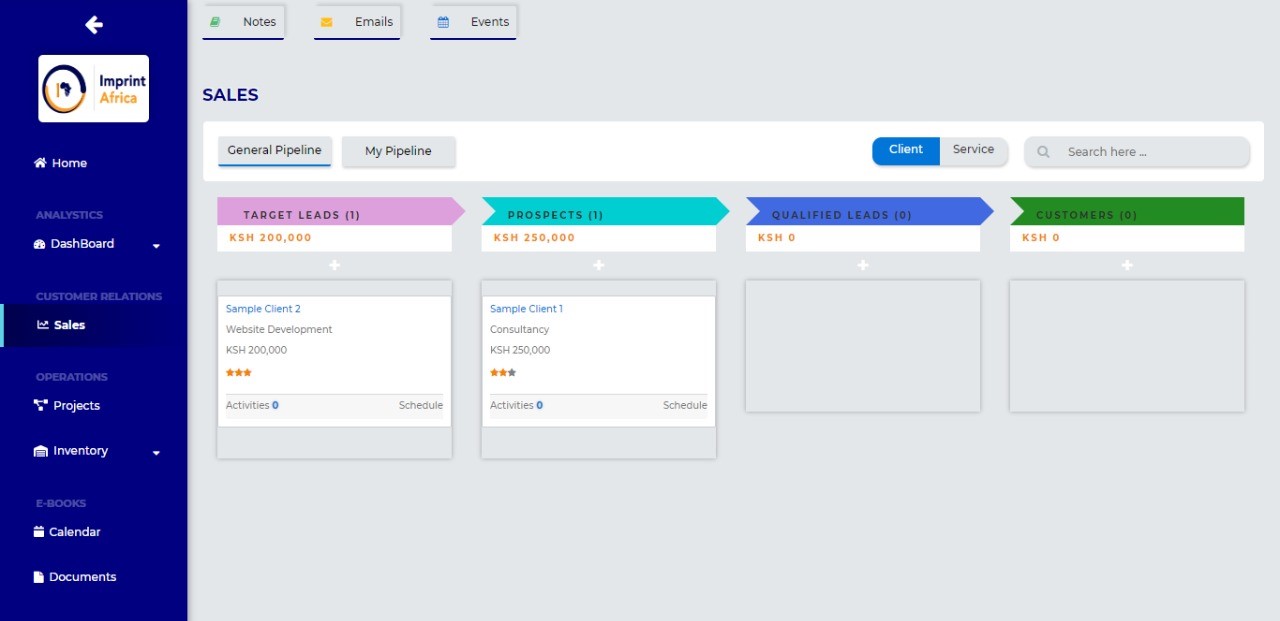 Notes
Emails
Events
Imprint
Africa
Home
ANALYSTICS
DashBoard
CUSTOMER RELATIONS
Sales
OPERATIONS
Projects
Inventory
E-BOOKS
Calendar
Documents
SALES
General Pipeline
My Pipeline
Client
Service
Search here ...
TARGET LEADS (1)
KSH 200,000
Sample Client 2
Website Development
KSH 200,000
Activities 0 Schedule
PROSPECTS (1)
KSH 250,000
Sample Client 1
Consultancy
KSH 250,000
Activities 0 Schedule
QUALIFIED LEADS (0)
KSH 0
CUSTOMERS (0)
KSH 0